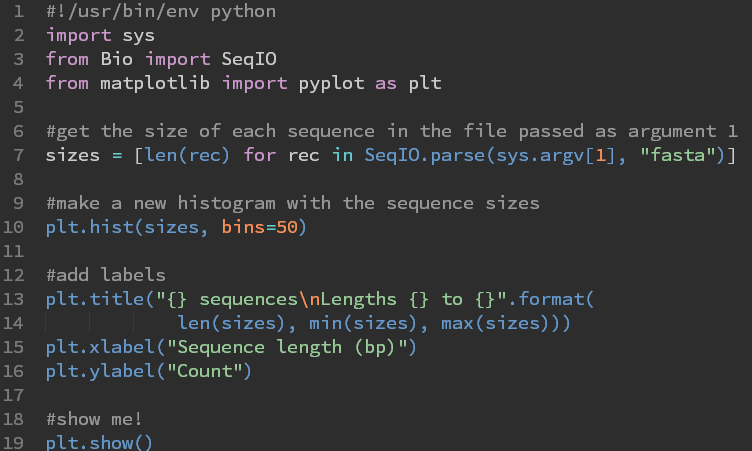 1 #!/usr/bin/env python
2 import sys
3 from Bio import SeqIO
4 from matplotlib import pyplot as plt
5
6 #get the size of each sequence in the file passed as argument 1
7 sizes = [len(rec) for rec in SeqIO.parse(sys.argv[1], "fasta")]
8
9 #make a new histogram with the sequence sizes
10 plt.hist(sizes, bins=50)
11
12 #add labels
13 plt.title("{} sequences\nLengths {} to {}".format(
14             len(sizes), min(sizes), max(sizes)))
15 plt.xlabel("Sequence length (bp)")
16 plt.ylabel("Count")
17
18 #show me!
19 plt.show()